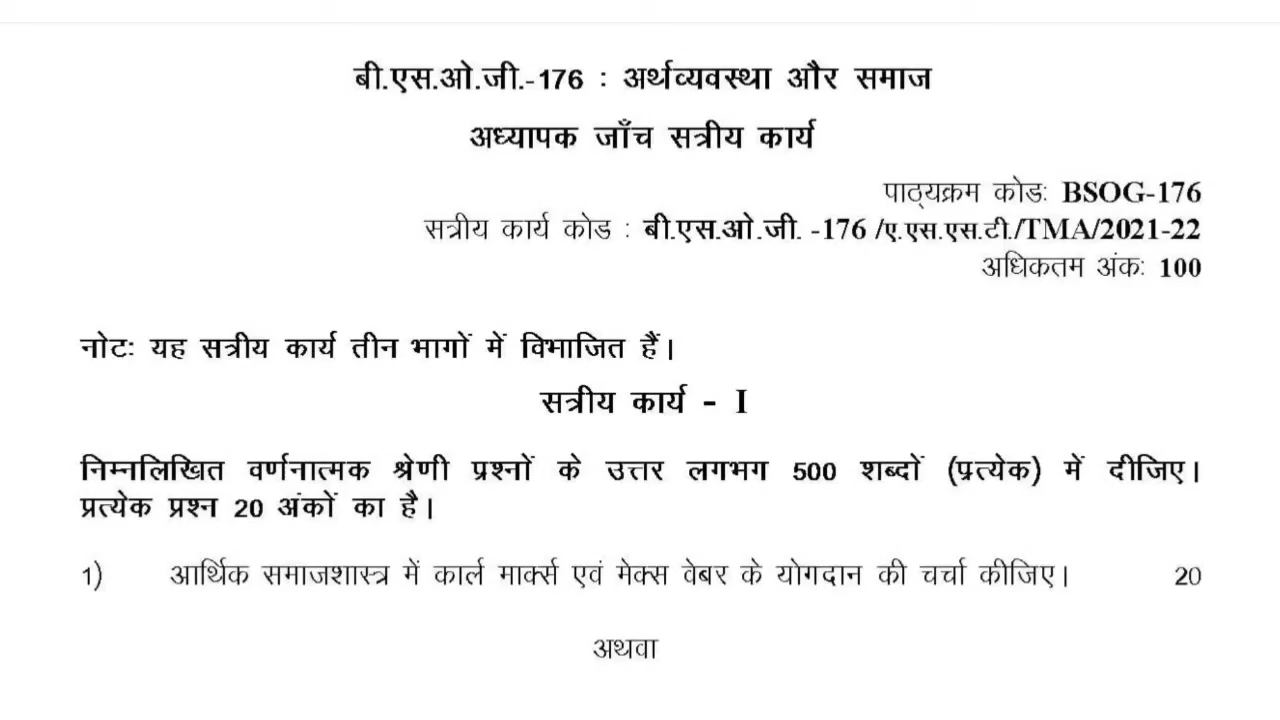 बी.एस.ओ.जी.-176 : अर्थव्यवस्था और समाज
अध्यापक जाँच सत्रीय कार्य
पाठ्यक्रम कोडः BSOG-176
सत्रीय कार्य कोड : बी.एस.ओ.जी. -176 /ए.एस.एस.टी./TMA/2021-22
अधिकतम अंकः 100
नोटः यह सत्रीय कार्य तीन भागों में विभाजित हैं।
सत्रीय कार्य - I
निम्नलिखित वर्णनात्मक श्रेणी प्रश्नों के उत्तर लगभग 500 शब्दों (प्रत्येक) में दीजिए।
प्रत्येक प्रश्न 20 अंकों का है।
1) आर्थिक समाजशास्त्र में कार्ल मार्क्स एवं मेक्स वेबर के योगदान की चर्चा कीजिए। 20
अथवा